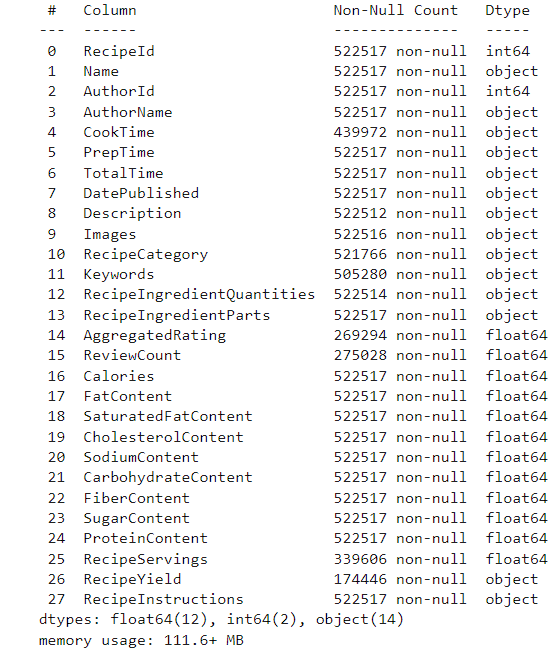 #   Column                      Non-Null Count   Dtype
---  ------                      --------------   -----
0   RecipeId                    522517 non-null  int64
1   Name                        522517 non-null  object
2   AuthorId                    522517 non-null  int64
3   AuthorName                  522517 non-null  object
4   CookTime                    439972 non-null  object
5   PrepTime                    522517 non-null  object
6   TotalTime                   522517 non-null  object
7   DatePublished               522517 non-null  object
8   Description                 522512 non-null  object
9   Images                      522516 non-null  object
10  RecipeCategory              521766 non-null  object
11  Keywords                    505280 non-null  object
12  RecipeIngredientQuantities  522514 non-null  object
13  RecipeIngredientParts       522517 non-null  object
14  AggregatedRating            269294 non-null  float64
15  ReviewCount                 275028 non-null  float64
16  Calories                    522517 non-null  float64
17  FatContent                  522517 non-null  float64
18  SaturatedFatContent         522517 non-null  float64
19  CholesterolContent          522517 non-null  float64
20  SodiumContent               522517 non-null  float64
21  CarbohydrateContent         522517 non-null  float64
22  FiberContent                522517 non-null  float64
23  SugarContent                522517 non-null  float64
24  ProteinContent              522517 non-null  float64
25  RecipeServings              339606 non-null  float64
26  RecipeYield                 174446 non-null  object
27  RecipeInstructions          522517 non-null  object
dtypes: float64(12), int64(2), object(14)
memory usage: 111.6+ MB